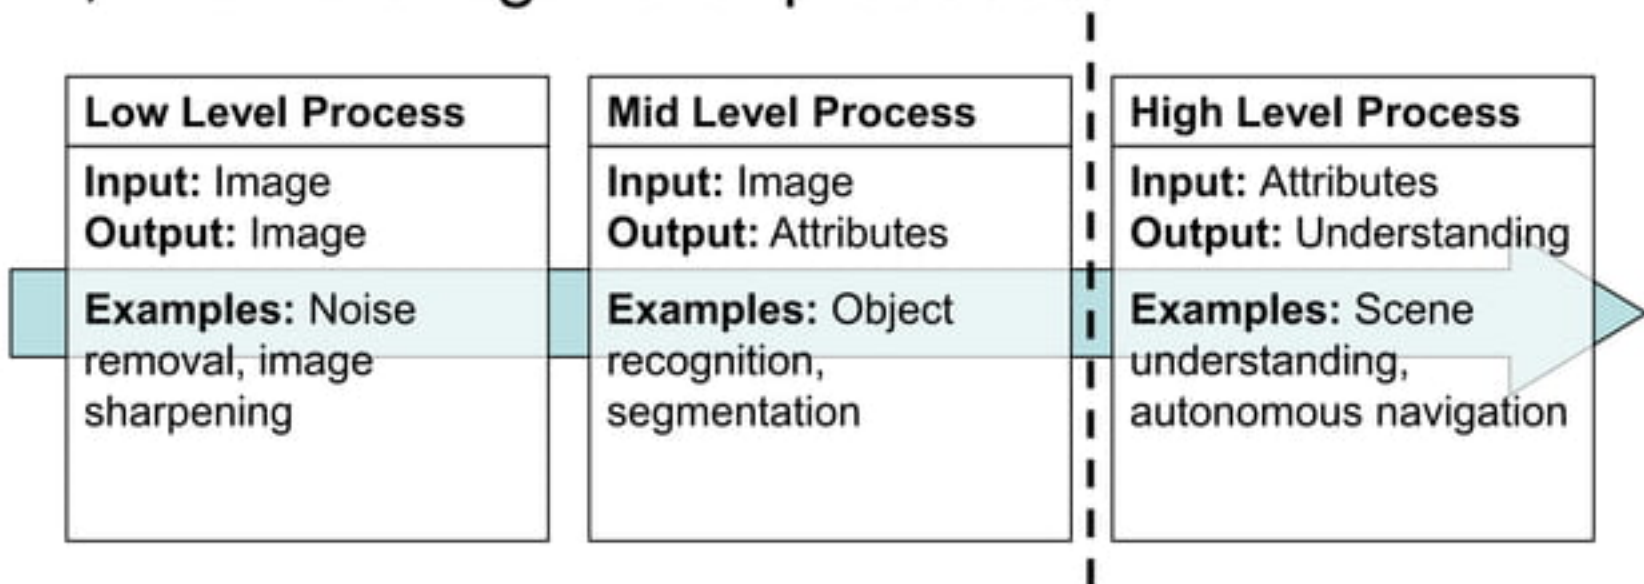 Low Level Process
Input: Image
Output: Image
Examples: Noise
removal, image
sharpening
Mid Level Process
Input: Image
Output: Attributes
Examples: Object
recognition,
segmentation
High Level Process
Input: Attributes
Output: Understanding
Examples: Scene
understanding,
autonomous navigation